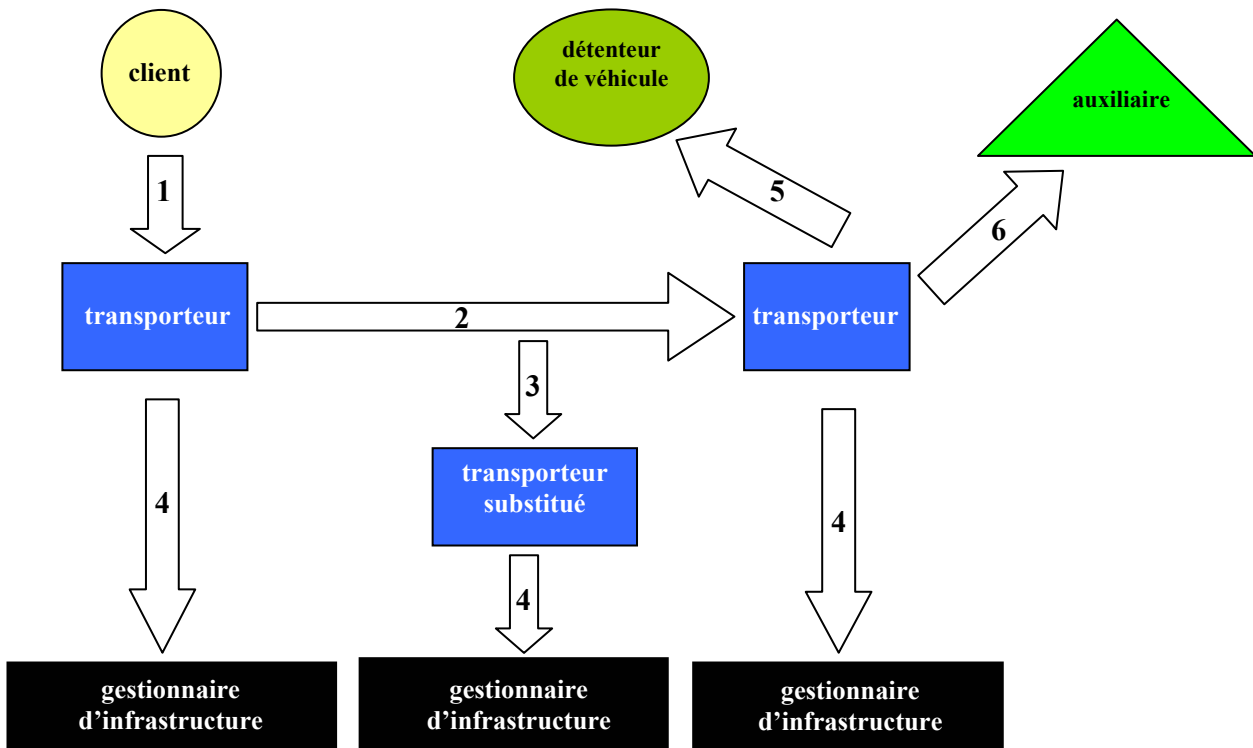 client
détenteur
de véhicule
auxiliaire
1
5
6
transporteur
2
transporteur
3
transporteur
substitué
4
4
4
gestionnaire
d’infrastructure
gestionnaire
d’infrastructure
gestionnaire
d’infrastructure